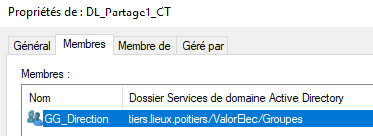 Propriétés de : DL_Partage1_CT
Général Membres Membre de Géré par
Membres :
Nom Dossier Services de domaine Active Directory
GG_Direction tiers.lieux.poitiers/ValorElec/Groupes